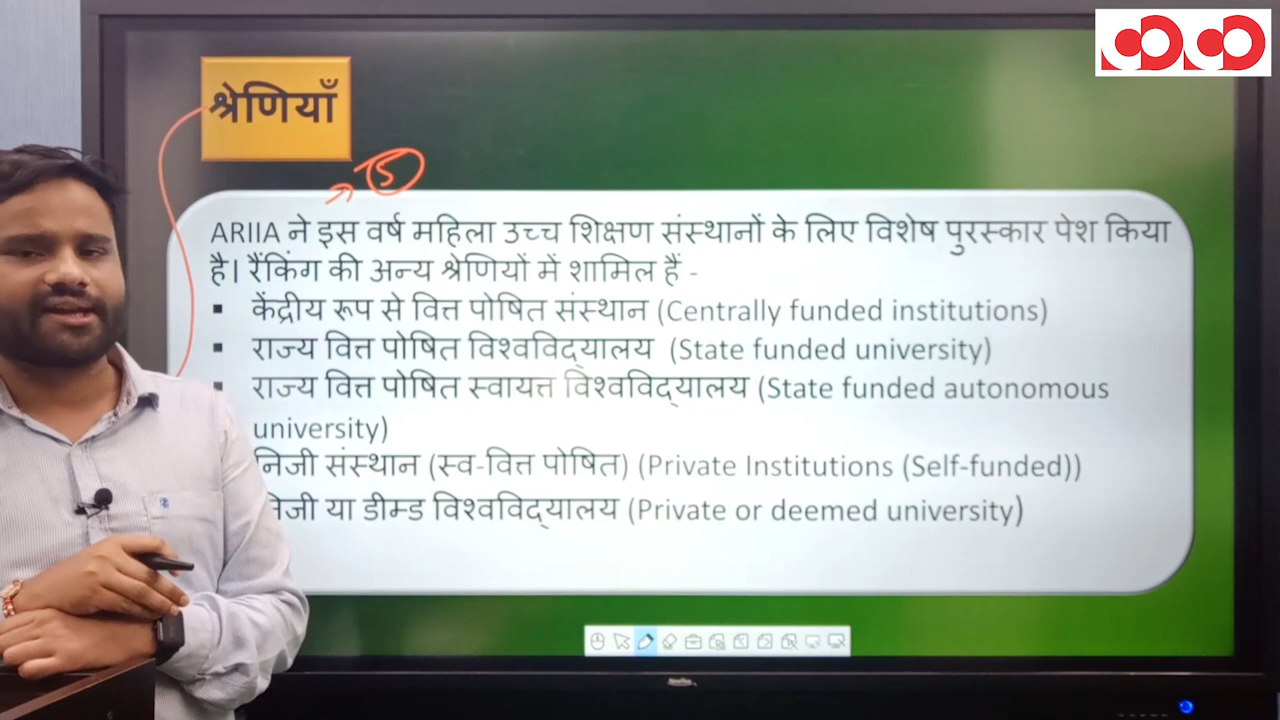 श्रेणियाँ
5
ARIIA ने इस वर्ष महिला उच्च शिक्षण संस्थानों के लिए विशेष पुरस्कार पेश किया
है। रैंकिंग की अन्य श्रेणियों में शामिल हैं -
▪ केंद्रीय रूप से वित्त पोषित संस्थान (Centrally funded institutions)
▪ राज्य वित्त पोषित विश्वविद्यालय (State funded university)
▪ राज्य वित्त पोषित स्वायत्त विश्वविद्यालय (State funded autonomous
university)
निजी संस्थान (स्व-वित्त पोषित) (Private Institutions (Self-funded))
निजी या डीम्ड विश्वविद्यालय (Private or deemed university)